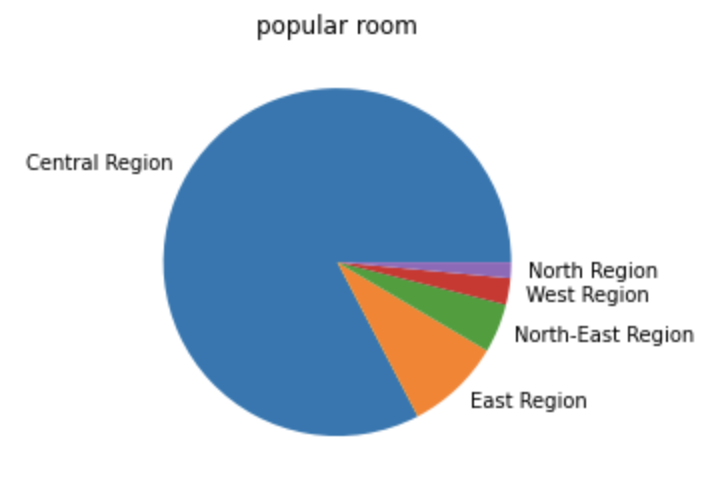 popular room
Central Region
North Region
West Region
North-East Region
East Region